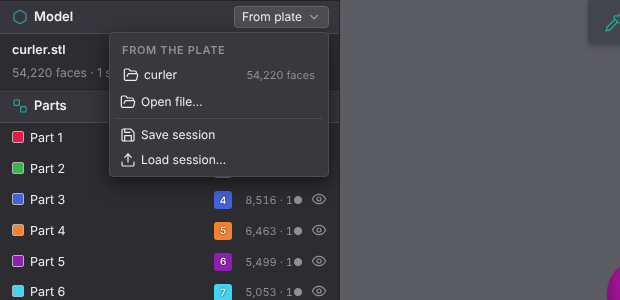 Model
From plate
curler.stl
54,220 faces · 1
FROM THE PLATE
curler
54,220 faces
Open file...
Save session
Load session...
Parts
Part 1
Part 2
Part 3
4
8,516 · 1
Part 4
5
6,463 · 1
Part 5
6
5,499 · 1
Part 6
7
5,053 · 1